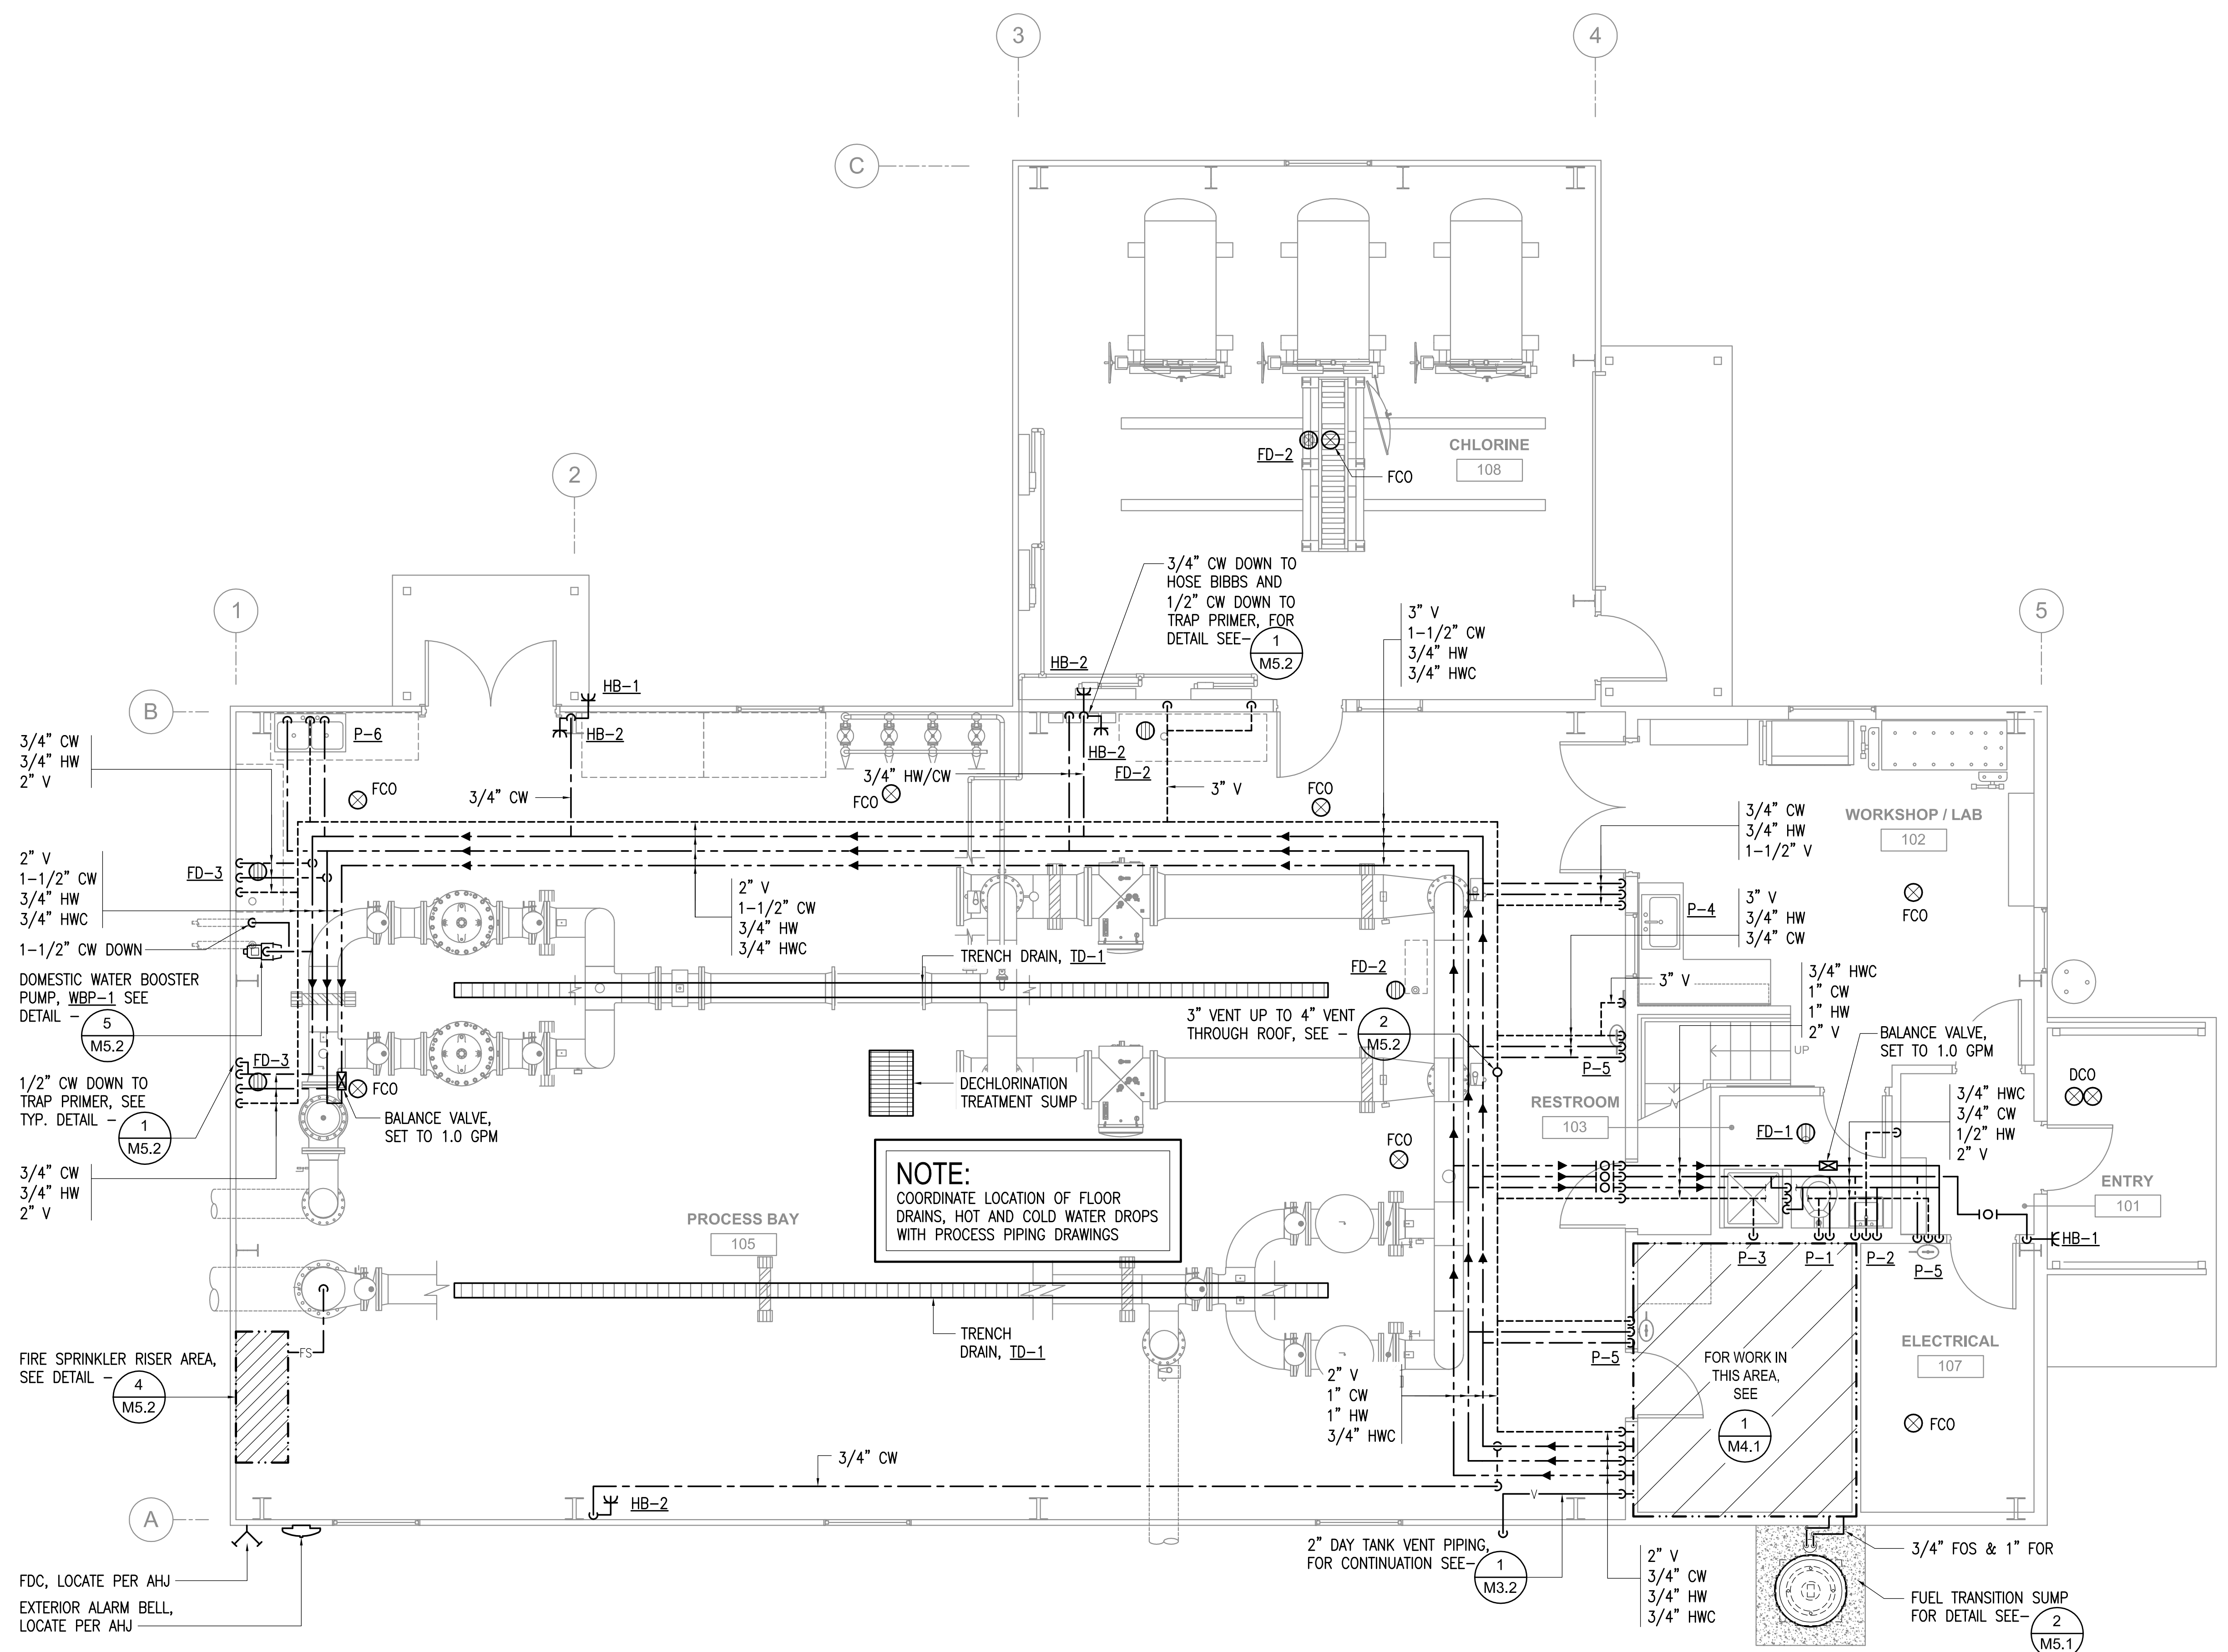 3
4
C
CHLORINE
108
FD-2
FCO
2
1
5
3/4" CW DOWN TO
HOSE BIBBS AND
1/2" CW DOWN TO
TRAP PRIMER, FOR
DETAIL SEE-
1
M5.2
3" V
1-1/2" CW
3/4" HW
3/4" HWC
HB-2
HB-1
B
P-6
HB-2
HB-2
FD-2
3/4" CW
3/4" HW
2" V
FCO
3/4" CW
3/4" HW/CW
FCO
3" V
FCO
3/4" CW
3/4" HW
1-1/2" V
WORKSHOP / LAB
102
FCO
2" V
1-1/2" CW
3/4" HW
3/4" HWC
FD-3
2" V
1-1/2" CW
3/4" HW
3/4" HWC
P-4
3" V
3/4" HW
3/4" CW
1-1/2" CW DOWN
TRENCH DRAIN, TD-1
FD-2
3" V
3/4" HWC
1" CW
1" HW
2" V
DOMESTIC WATER BOOSTER
PUMP, WBP-1 SEE
DETAIL -
5
M5.2
3" VENT UP TO 4" VENT
THROUGH ROOF, SEE -
2
M5.2
BALANCE VALVE,
SET TO 1.0 GPM
UP
FD-3
P-5
1/2" CW DOWN TO
TRAP PRIMER, SEE
TYP. DETAIL -
1
M5.2
FCO
BALANCE VALVE,
SET TO 1.0 GPM
DECHLORINATION
TREATMENT SUMP
DCO
RESTROOM
103
FD-1
3/4" HWC
3/4" CW
1/2" HW
2" V
FCO
NOTE:
COORDINATE LOCATION OF FLOOR
DRAINS, HOT AND COLD WATER DROPS
WITH PROCESS PIPING DRAWINGS
3/4" CW
3/4" HW
2" V
PROCESS BAY
105
ENTRY
101
HB-1
P-3
P-1
P-2
P-5
FS
TRENCH
DRAIN, TD-1
P-5
ELECTRICAL
107
FIRE SPRINKLER RISER AREA,
SEE DETAIL -
4
M5.2
FOR WORK IN
THIS AREA,
SEE
1
M4.1
2" V
1" CW
1" HW
3/4" HWC
FCO
3/4" CW
HB-2
V
A
2" DAY TANK VENT PIPING,
FOR CONTINUATION SEE-
1
M3.2
2" V
3/4" CW
3/4" HW
3/4" HWC
3/4" FOS & 1" FOR
FDC, LOCATE PER AHJ
EXTERIOR ALARM BELL,
LOCATE PER AHJ
FUEL TRANSITION SUMP
FOR DETAIL SEE-
2
M5.1